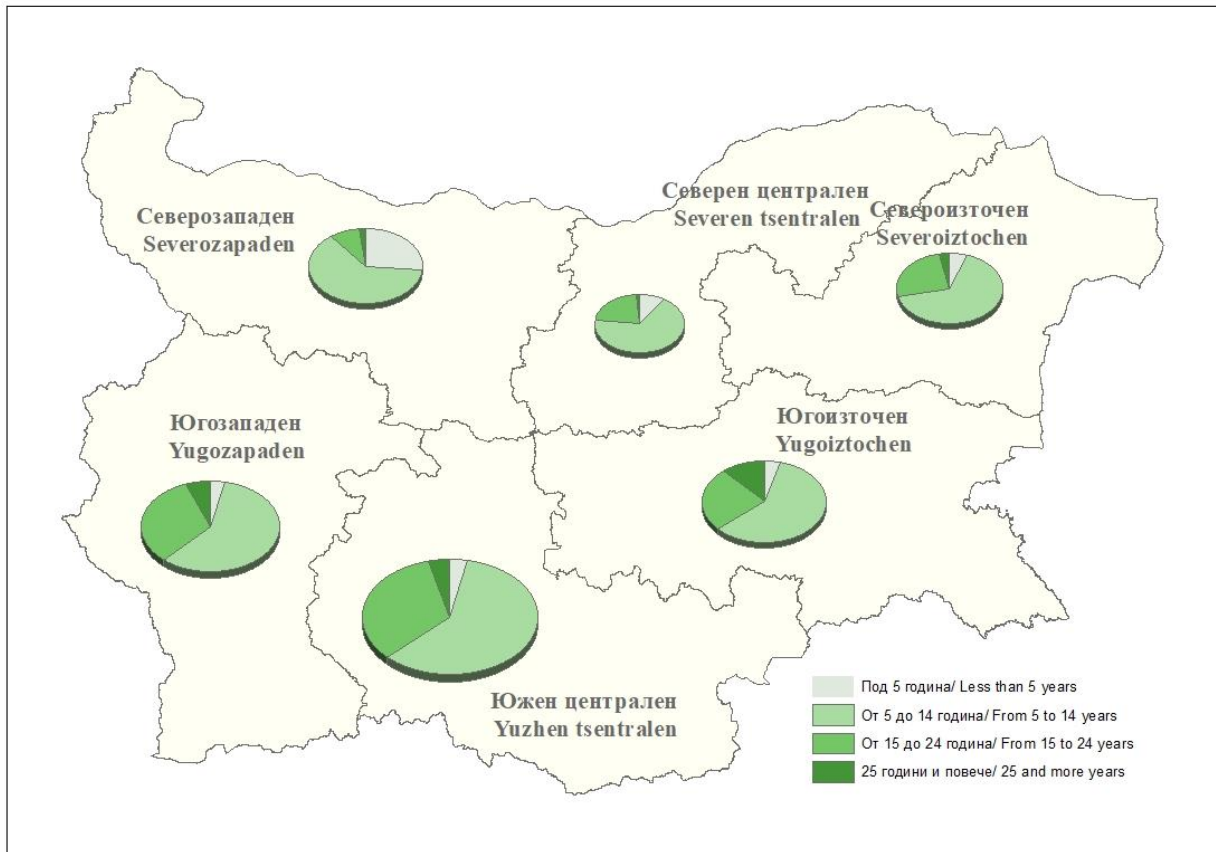 Северен централен
Severen tsentralen
Североизточен
Severoiztochen
Северозападен
Severozapaden
Югозападен
Yugozapaden
Югоизточен
Yugoiztochen
Южен централен
Yuzhen tsentralen
Под 5 година/ Less than 5 years
От 5 до 14 година/ From 5 to 14 years
От 15 до 24 година/ From 15 to 24 years
25 години и повече/ 25 and more years